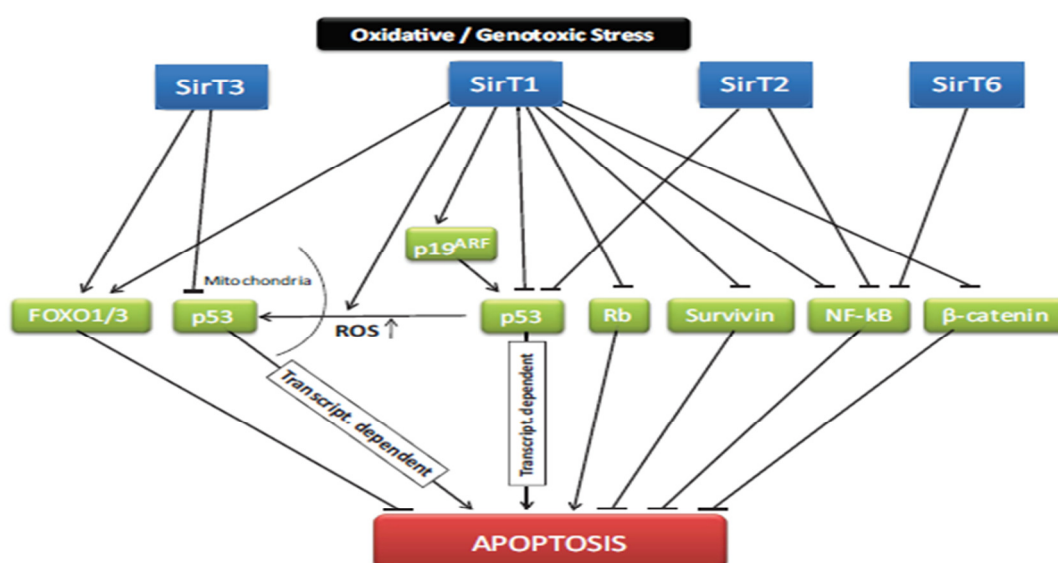 Oxidative / Genotoxic Stress
SirT3
SirT1
SirT2
SirT6
p19ARF
Mitochondria
FOXO1/3
p53
ROS ↑
p53
Rb
Survivin
NF-kB
β-catenin
Transcript. dependent
Transcript. dependent
APOPTOSIS